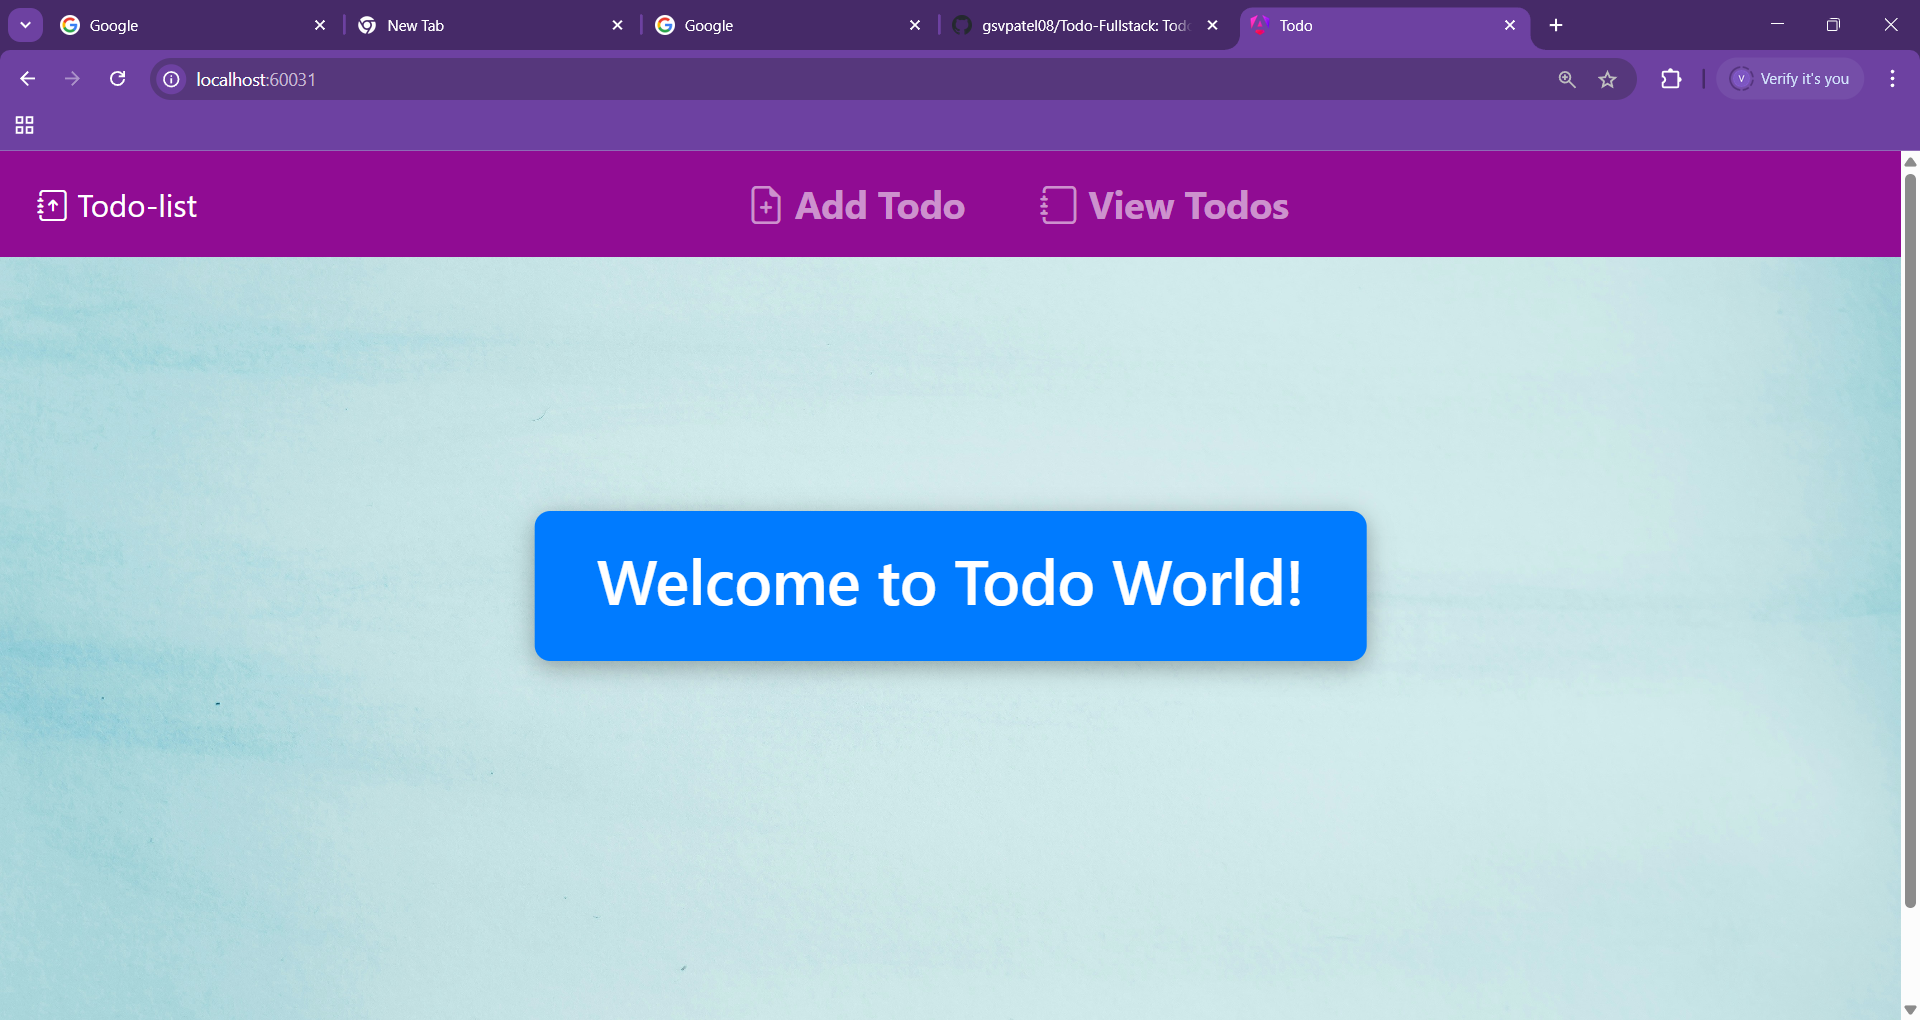 Google
New Tab
Google
gsvpatel08/Todo-Fullstack:
Todo
localhost:60031
V
Verify it's you
Todo-list
Add Todo
View Todos
Welcome to Todo World!